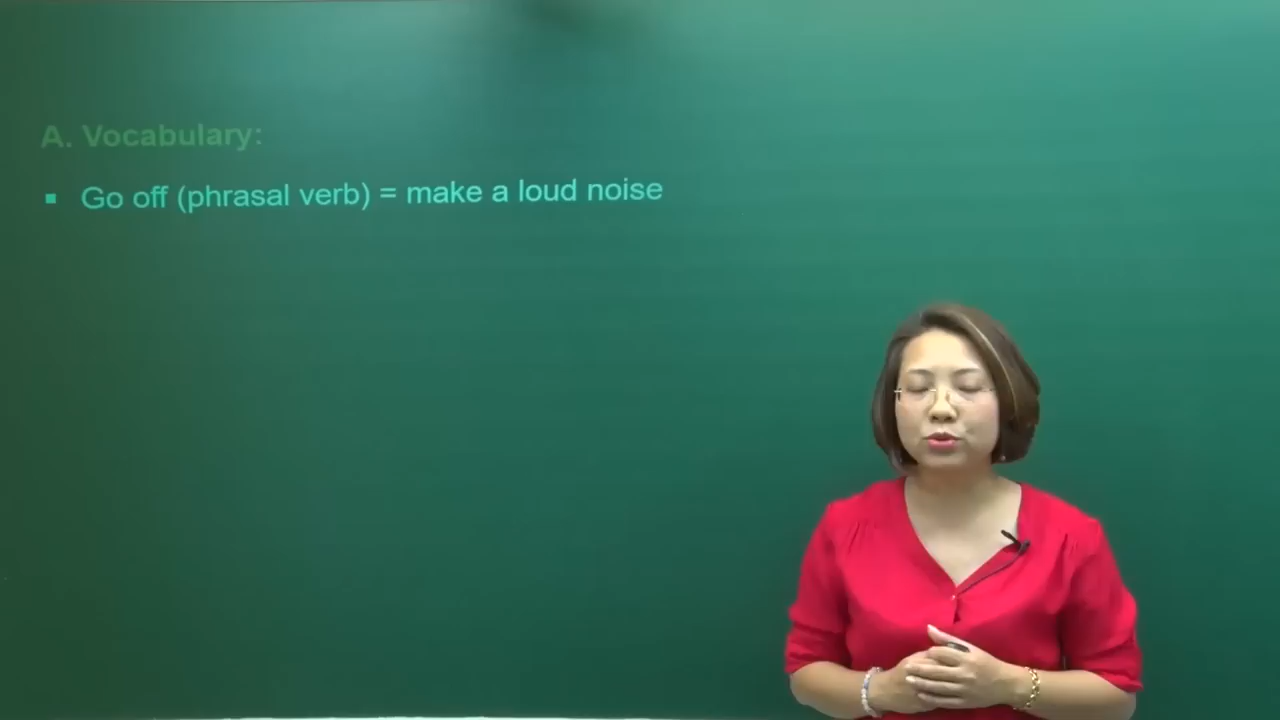 A. Vocabulary:
▪ Go off (phrasal verb) = make a loud noise